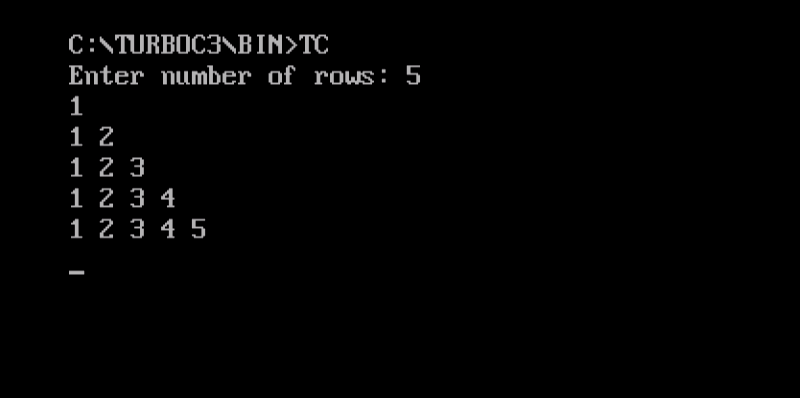 C:\TURBOC3\BIN>TC
Enter number of rows: 5
1
1 2
1 2 3
1 2 3 4
1 2 3 4 5
_